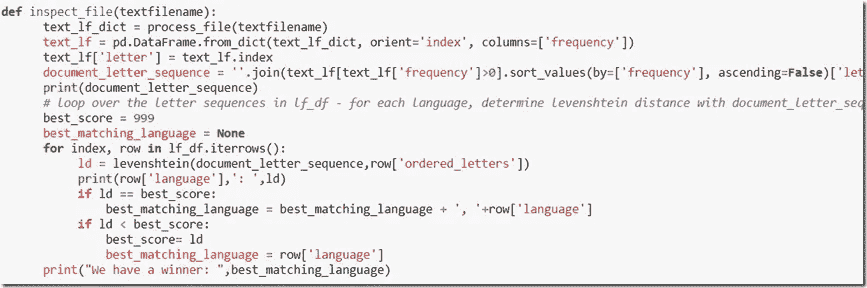 def inspect_file(textfilename):
    text_lf_dict = process_file(textfilename)
    text_lf = pd.DataFrame.from_dict(text_lf_dict, orient='index', columns=['frequency'])
    text_lf['letter'] = text_lf.index
    document_letter_sequence = ''.join(text_lf[text_lf['frequency']>0].sort_values(by=['frequency'], ascending=False)['let
    print(document_letter_sequence)
    # loop over the letter sequences in lf_df - for each language, determine levenshtein distance with document_letter_seq
    best_score = 999
    best_matching_language = None
    for index, row in lf_df.iterrows():
        ld = levenshtein(document_letter_sequence,row['ordered_letters'])
        print(row['language'],': ',ld)
        if ld == best_score:
            best_matching_language = best_matching_language + ', '+row['language']
        if ld < best_score:
            best_score= ld
            best_matching_language = row['language']
    print("We have a winner: ",best_matching_language)